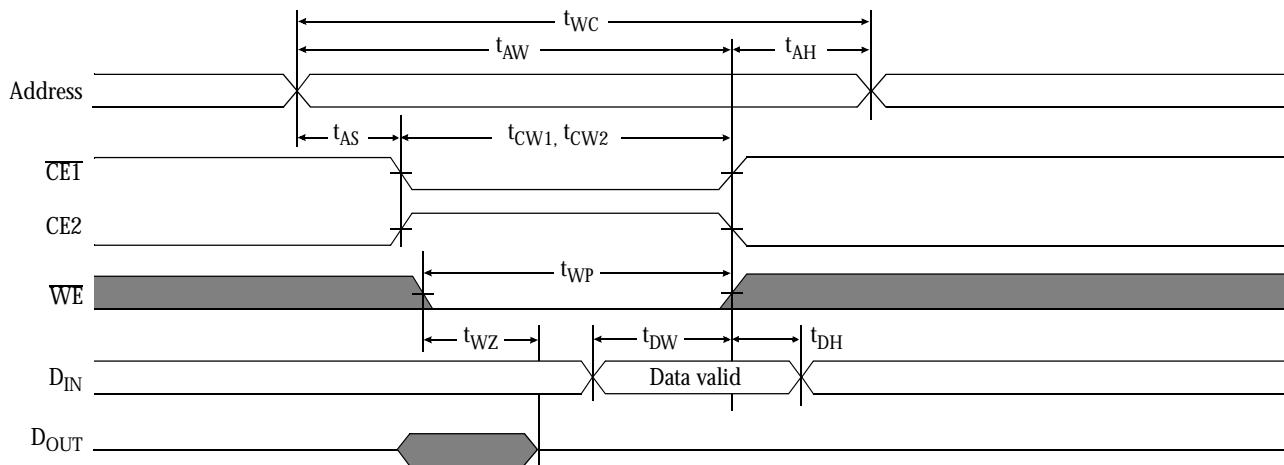 tWC
tAW
tAH
Address
tAS
tCW1, tCW2
CE1
CE2
tWP
WE
tWZ
tDW
tDH
DIN
Data valid
DOUT